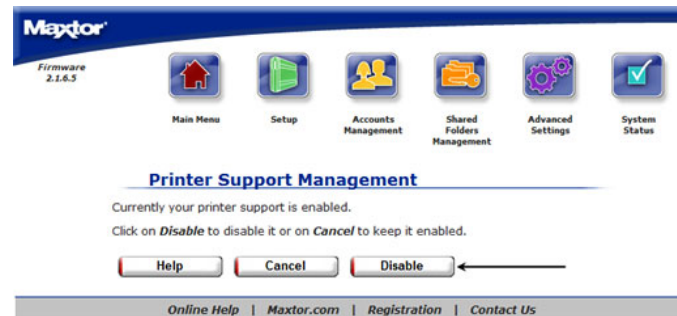 Maxtor
Firmware
2.1.6.5
Main Menu
Setup
Accounts
Management
Shared
Folders
Management
Advanced
Settings
System
Status
Printer Support Management
Currently your printer support is enabled.
Click on Disable to disable it or on Cancel to keep it enabled.
Help Cancel Disable
Online Help | Maxtor.com | Registration | Contact Us